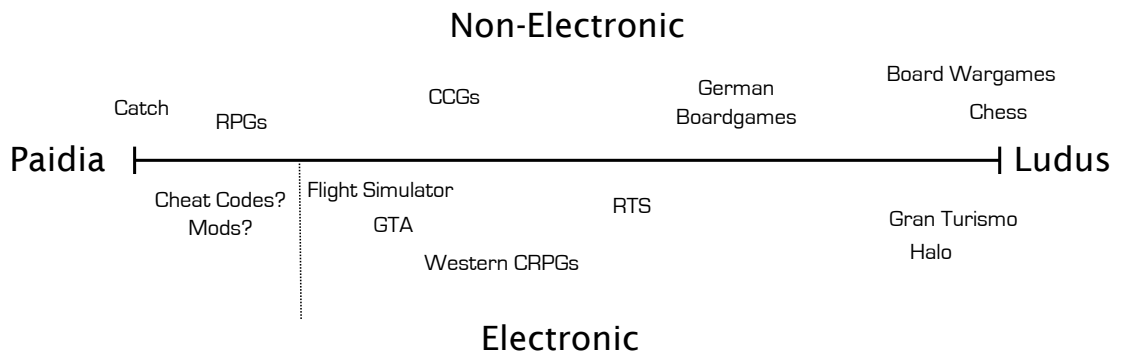 Non-Electronic
Board Wargames
German
Boardgames
CCGs
Catch
RPGs
Chess
Paidia
Ludus
Cheat Codes?
Mods?
Flight Simulator
GTA
Western CRPGs
RTS
Gran Turismo
Halo
Electronic